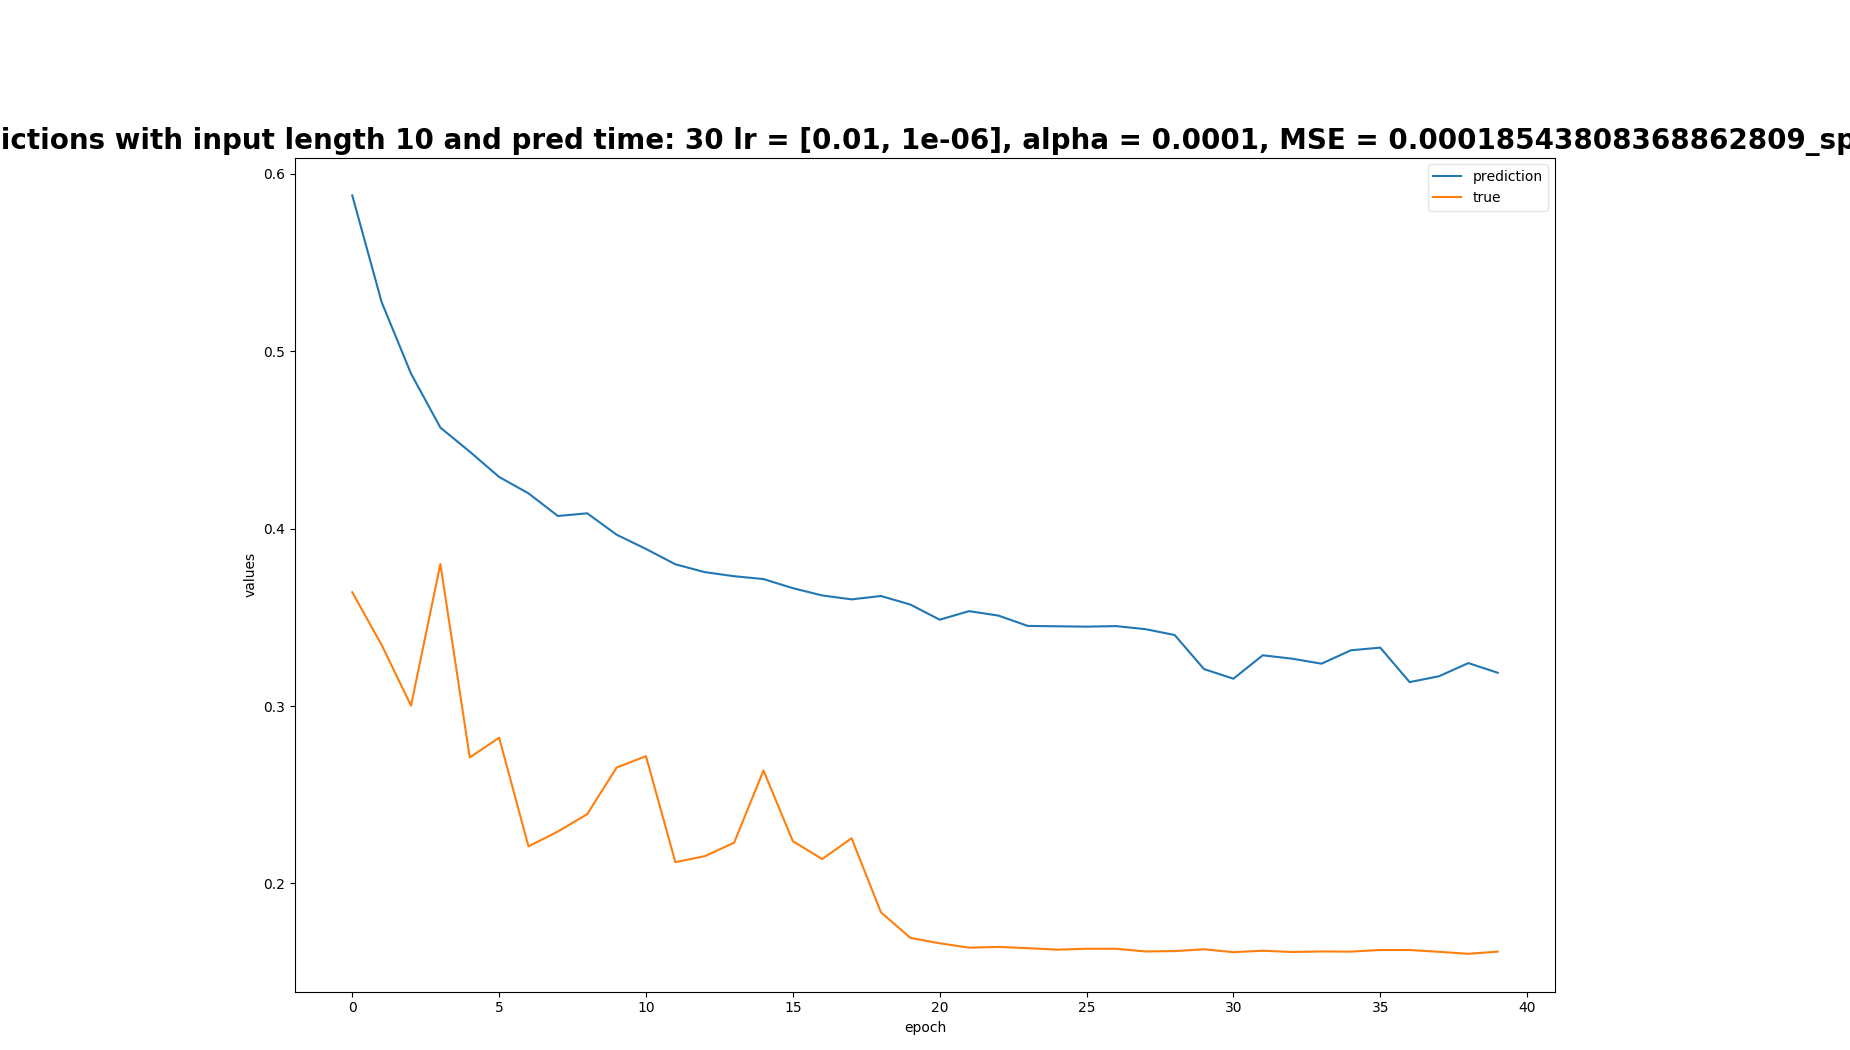 ictions with input length 10 and pred time: 30 lr = [0.01, 1e-06], alpha = 0.0001, MSE = 0.00018543808368862809_sp
prediction
true
0.6
0.5
0.4
0.3
0.2
values
0 5 10 15 20 25 30 35 40
epoch